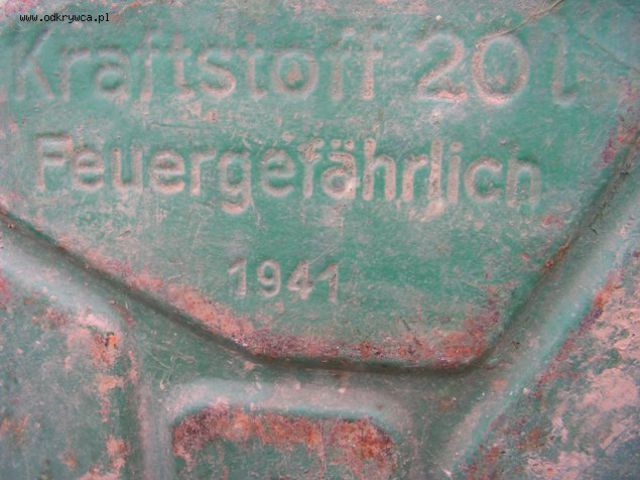 www.odkrywca.pl
Kraftstoff 20 l
Feuergefährlich
1941